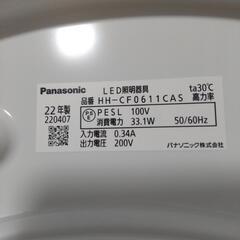 Panasonic LED照明器具 ta30℃
品番 HH-CF0611CAS 高力率
22年製
220407
PS E
PESL 100V
消費電力 33.1W 50/60Hz
入力電流 0.34A
出力電圧 200V
パナソニック株式会社